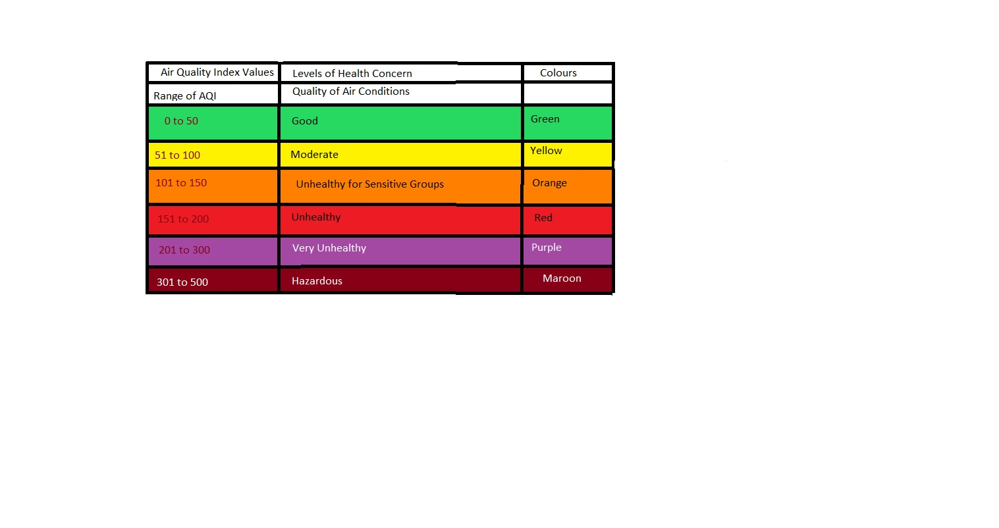 Air Quality Index Values Levels of Health Concern Colours
Range of AQI Quality of Air Conditions
0 to 50 Good Green
51 to 100 Moderate Yellow
101 to 150 Unhealthy for Sensitive Groups Orange
151 to 200 Unhealthy Red
201 to 300 Very Unhealthy Purple
301 to 500 Hazardous Maroon